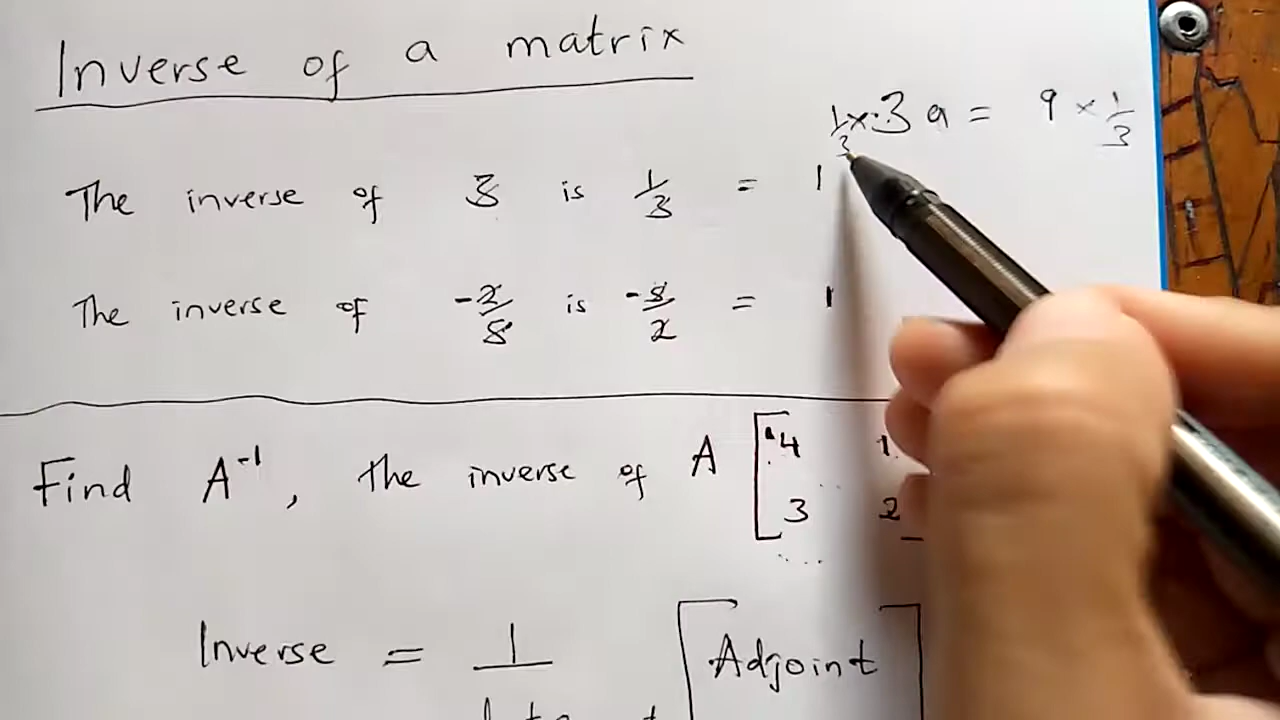 Inverse of a matrix
1/3 × 3 a = 9 × 1/3
The inverse of 3 is 1/3 = 1
The inverse of -2/8 is -8/2 = 1
Find A⁻¹, the inverse of A [4 1
3 2
Inverse = 1 [Adjoint]